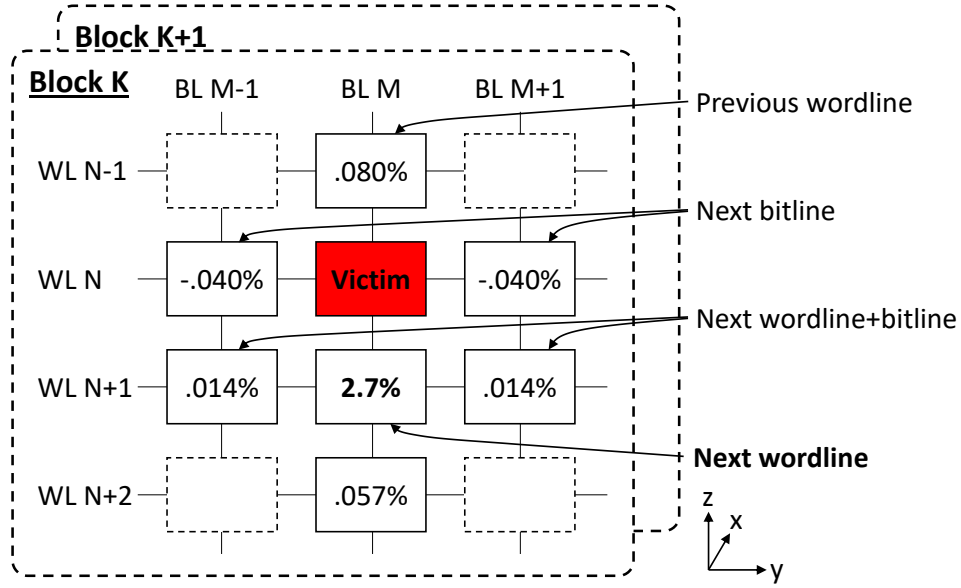 Block K+1
Block K
BL M-1 BL M BL M+1
Previous wordline
WL N-1 .080%
Next bitline
WL N -.040% Victim -.040%
Next wordline+bitline
WL N+1 .014% 2.7% .014%
Next wordline
WL N+2 .057%
z
x
y